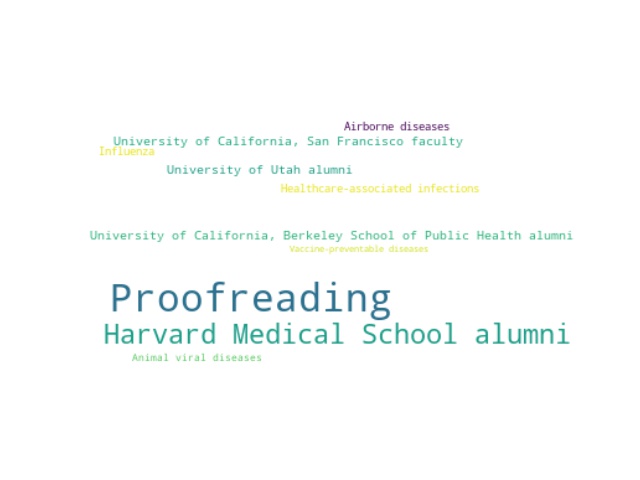 Airborne diseases
University of California, San Francisco faculty
Influenza
University of Utah alumni
Healthcare-associated infections
University of California, Berkeley School of Public Health alumni
Vaccine-preventable diseases
Proofreading
Harvard Medical School alumni
Animal viral diseases